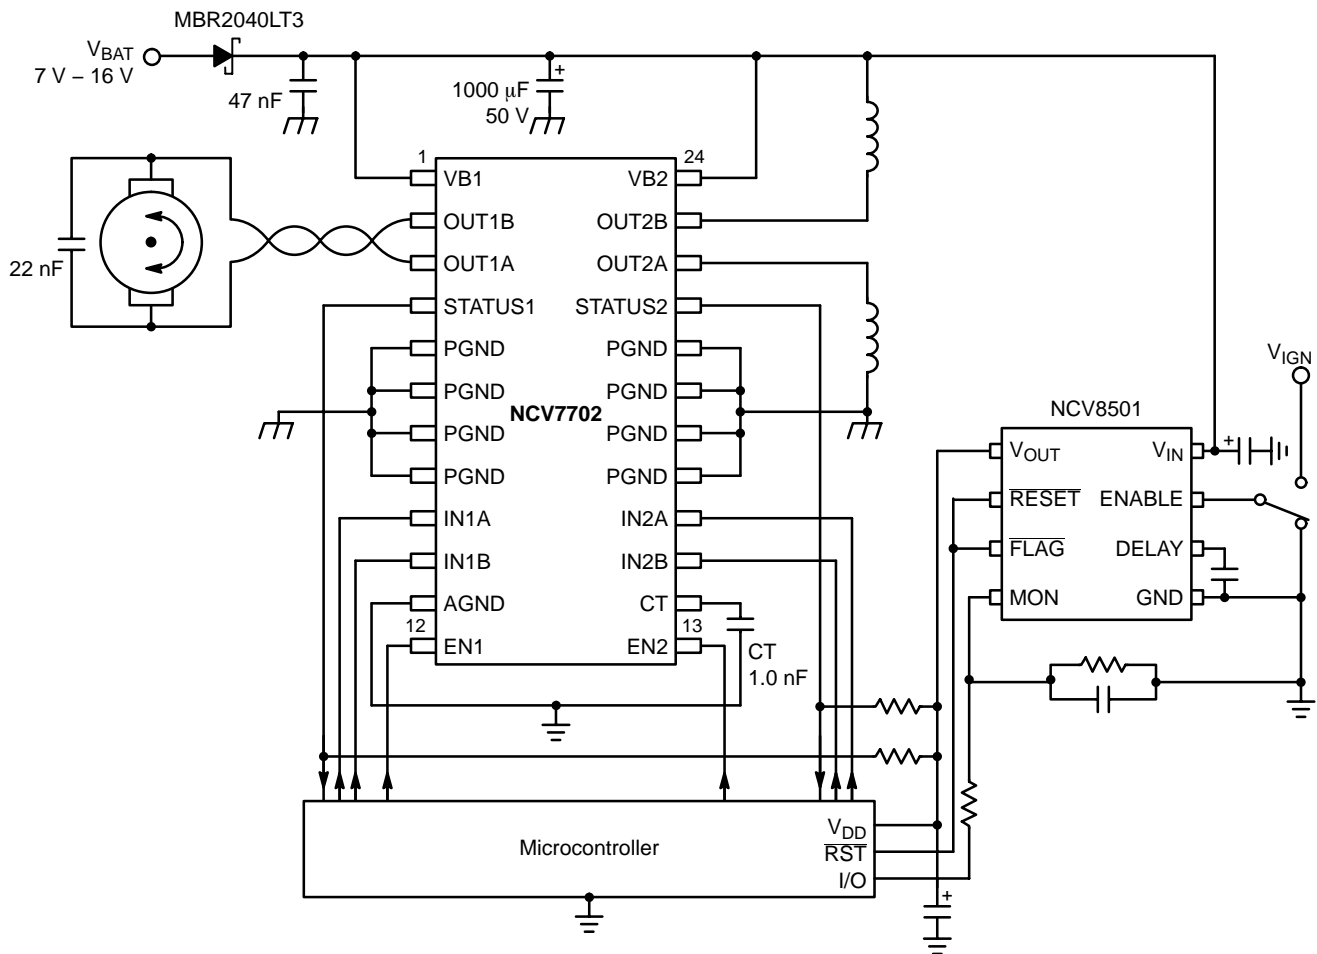 MBR2040LT3
VBAT
7 V – 16 V
47 nF
1000 μF
50 V
+
22 nF
1
24
VB1
VB2
OUT1B
OUT2B
OUT1A
OUT2A
STATUS1
STATUS2
PGND
PGND
PGND
PGND
NCV7702
PGND
PGND
PGND
PGND
IN1A
IN2A
IN1B
IN2B
AGND
CT
12
13
EN1
EN2
CT
1.0 nF
VIGN
NCV8501
VOUT
VIN
+
RESET
ENABLE
FLAG
DELAY
MON
GND
Microcontroller
VDD
RST
I/O
+